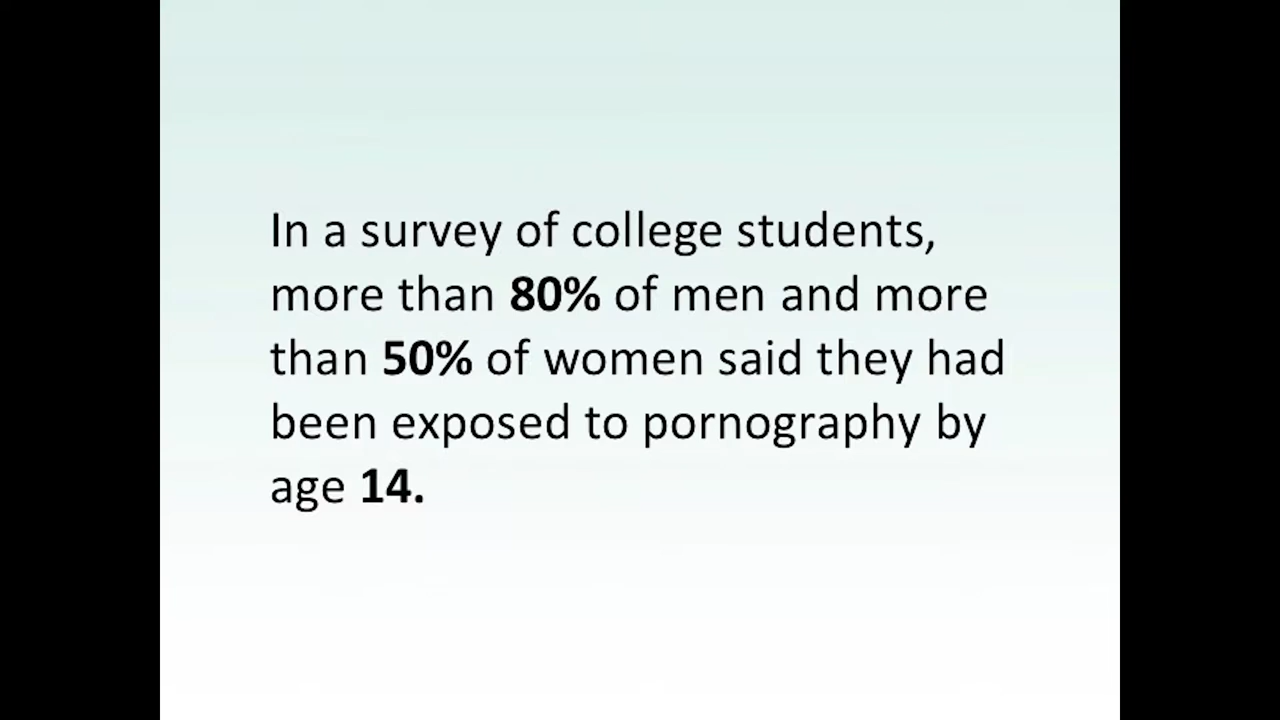 In a survey of college students,
more than 80% of men and more
than 50% of women said they had
been exposed to pornography by
age 14.